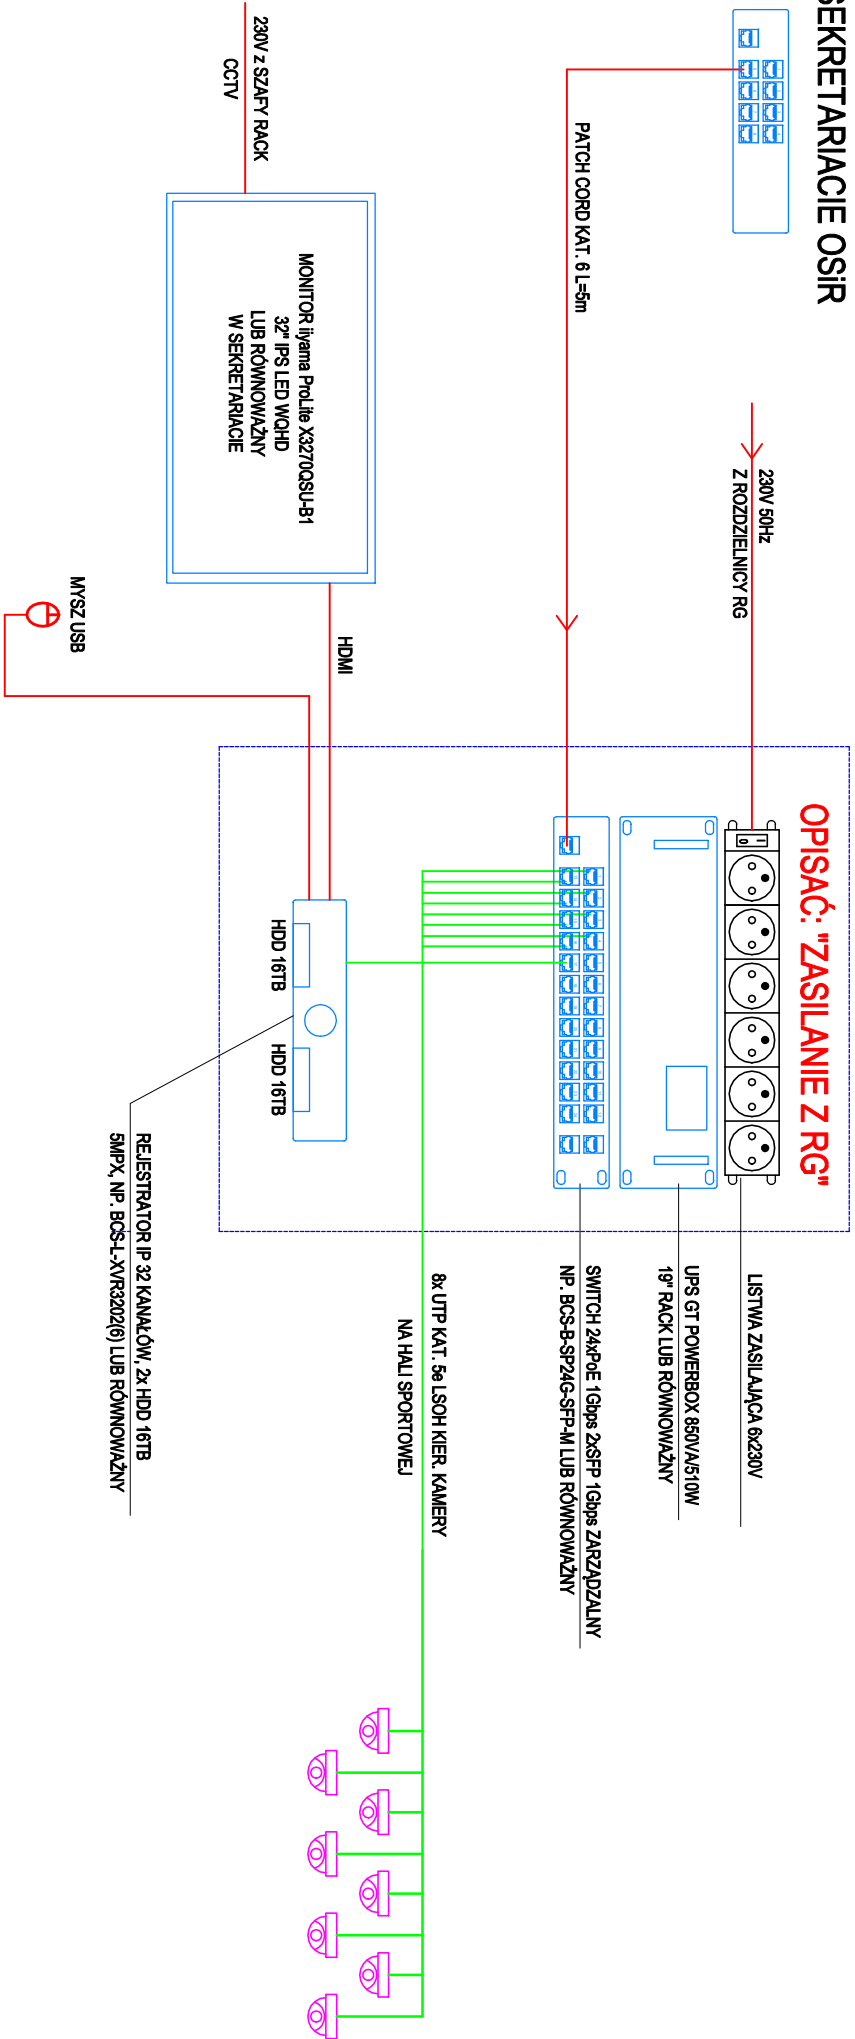 SEKRETARIACIE OSiR
230V 50Hz
Z ROZDZIELNICY RG
PATCH CORD KAT. 6 L=5m
230V z SZAFY RACK
CCTV
MONITOR iiyama ProLite X3270QSU-B1
32" IPS LED WQHD
LUB RÓWNOWAŻNY
W SEKRETARIACIE
HDMI
MYSZ USB
OPISAĆ: "ZASILANIE Z RG"
HDD 16TB
HDD 16TB
LISTWA ZASILAJĄCA 6x230V
UPS GT POWERBOX 850VA/510W
19" RACK LUB RÓWNOWAŻNY
SWITCH 24xPoE 1Gbps 2xSFP 1Gbps ZARZĄDZALNY
NP. BCS-B-SP24G-SFP-M LUB RÓWNOWAŻNY
8x UTP KAT. 5e LSOH KIER. KAMERY
NA HALI SPORTOWEJ
REJESTRATOR IP 32 KANAŁÓW, 2x HDD 16TB
5MPX, NP. BCS-L-XVR3202(6) LUB RÓWNOWAŻNY